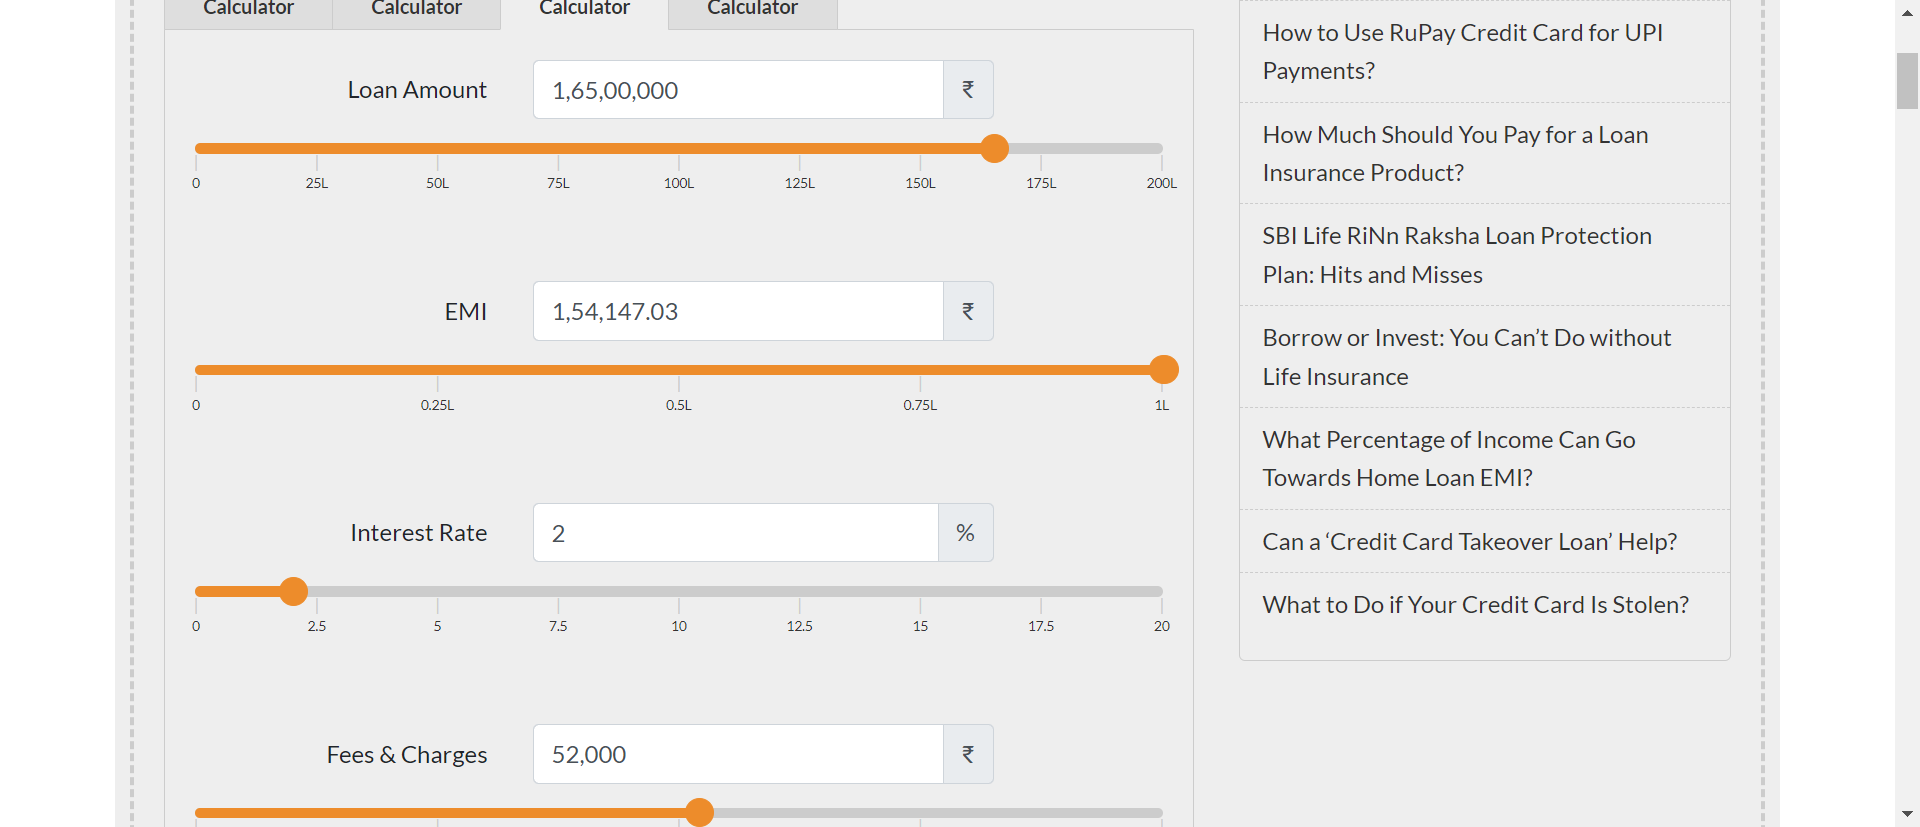 Calculator Calculator Calculator Calculator
Loan Amount 1,65,00,000 ₹
0 25L 50L 75L 100L 125L 150L 175L 200L
EMI 1,54,147.03 ₹
0 0.25L 0.5L 0.75L 1L
Interest Rate 2 %
0 2.5 5 7.5 10 12.5 15 17.5 20
Fees & Charges 52,000 ₹
How to Use RuPay Credit Card for UPI
Payments?
How Much Should You Pay for a Loan
Insurance Product?
SBI Life RiNn Raksha Loan Protection
Plan: Hits and Misses
Borrow or Invest: You Can’t Do without
Life Insurance
What Percentage of Income Can Go
Towards Home Loan EMI?
Can a ‘Credit Card Takeover Loan’ Help?
What to Do if Your Credit Card Is Stolen?